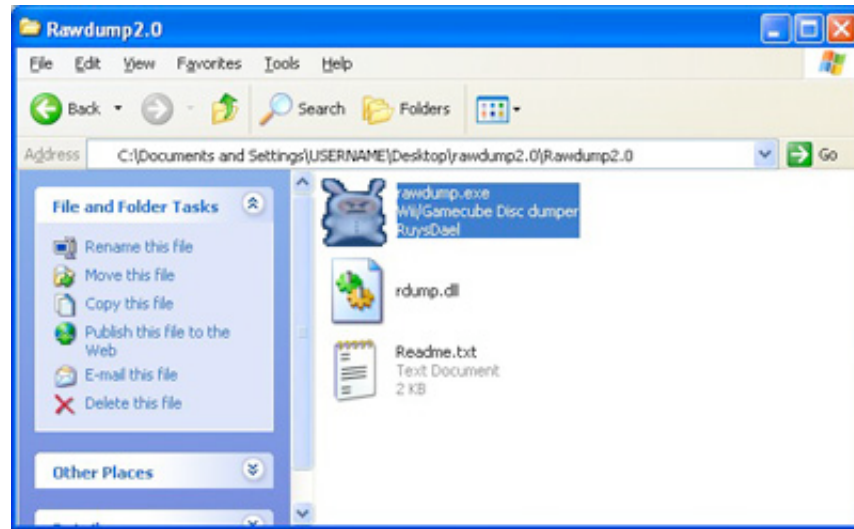 Rawdump2.0
File Edit View Favorites Tools Help
Back Search Folders
Address C:\Documents and Settings\USERNAME\Desktop\rawdump2.0\Rawdump2.0 Go
File and Folder Tasks
Rename this file
Move this file
Copy this file
Publish this file to the
Web
E-mail this file
Delete this file
Other Places
rawdump.exe
Wii/Gamecube Disc dumper
RuysDael
rdump.dll
Readme.txt
Text Document
2 KB